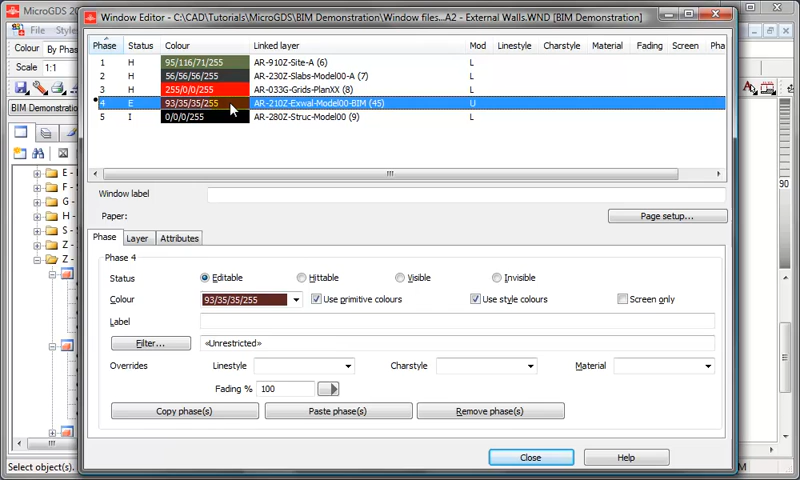 Window Editor - C:\CAD\Tutorials\MicroGDS\BIM Demonstration\Window files...A2 - External Walls.WND [BIM Demonstration]
MicroGDS 20
File Style
Colour By Phas
Scale 1:1
BIM Demonstra
Phase Status Colour Linked layer Mod Linestyle Charstyle Material Fading Screen Pha
1 H 95/116/71/255 AR-910Z-Site-A (6) L
2 H 56/56/56/255 AR-230Z-Slabs-Model00-A (7) L
3 H 255/0/0/255 AR-033G-Grids-PlanXX (8) L
4 E 93/35/35/255 AR-210Z-Exwal-Model00-BIM (45) U
5 I 0/0/0/255 AR-280Z-Struc-Model00 (9) L
90
E -
F -
G -
H -
S -
Z -
Window label
Paper: Page setup...
Phase Layer Attributes
Phase 4
Status Editable Hittable Visible Invisible
Colour 93/35/35/255 Use primitive colours Use style colours Screen only
Label
Filter... «Unrestricted»
Overrides Linestyle Charstyle Material
Fading % 100
Copy phase(s) Paste phase(s) Remove phase(s)
Close Help
Select object(s).
M